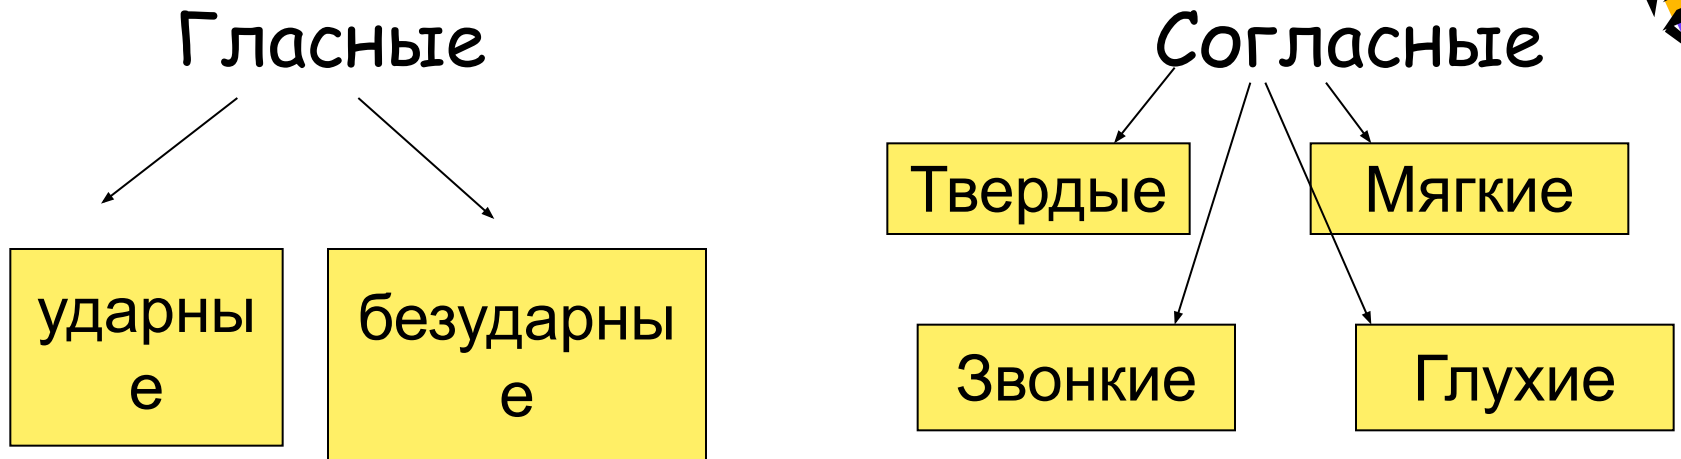 Гласные
Согласные
Твердые
Мягкие
ударны
е
безударны
е
Звонкие
Глухие